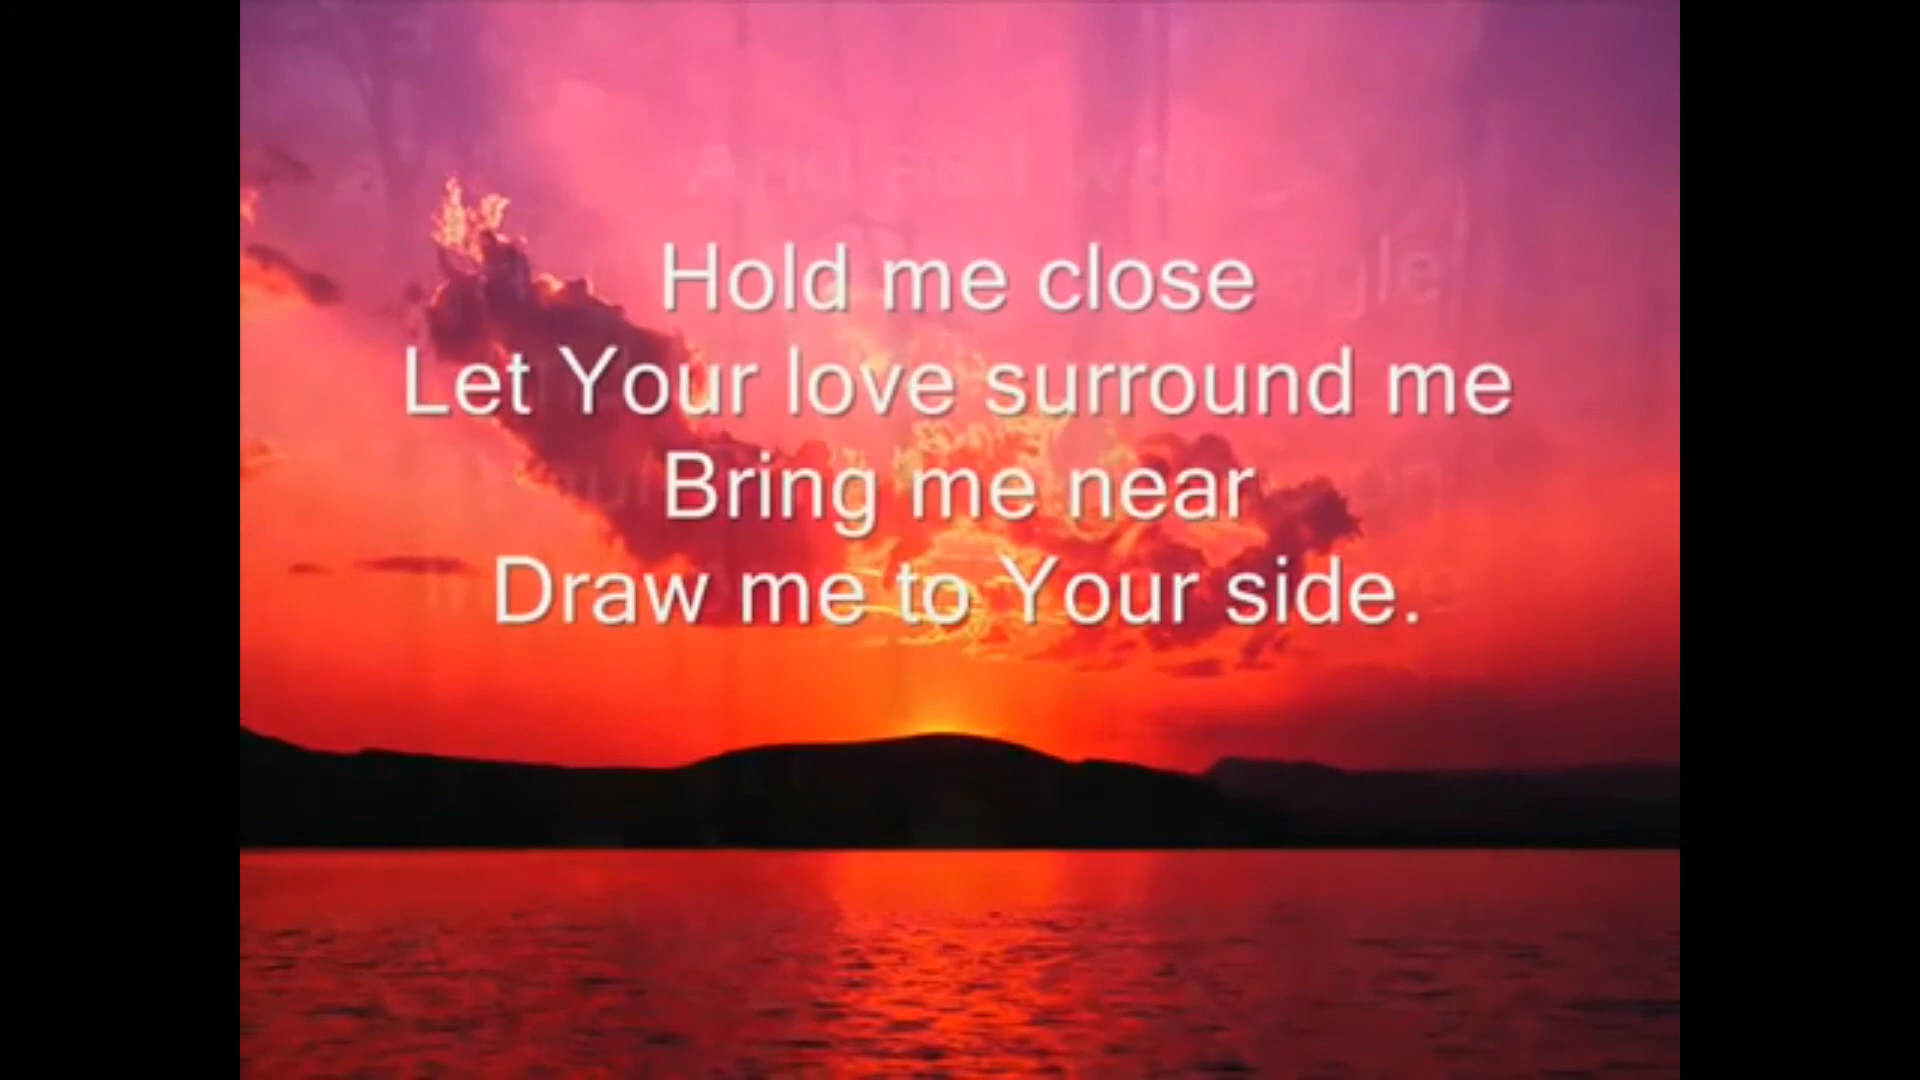 Hold me close
Let Your love surround me
Bring me near
Draw me to Your side.